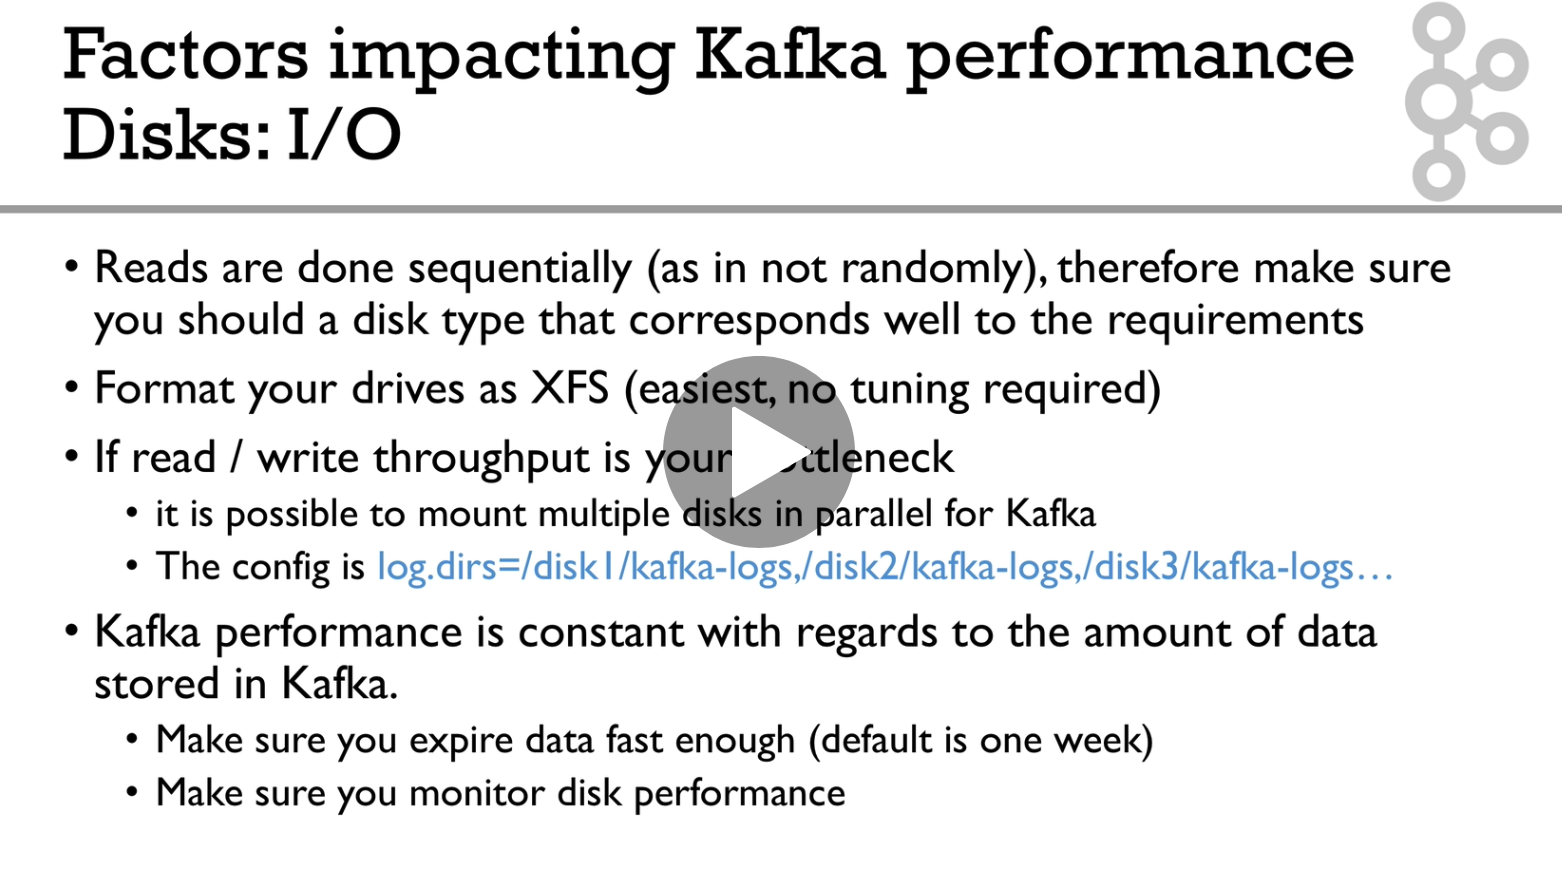 Factors impacting Kafka performance
Disks: I/O
• Reads are done sequentially (as in not randomly), therefore make sure
you should a disk type that corresponds well to the requirements
• Format your drives as XFS (easiest, no tuning required)
• If read / write throughput is your bottleneck
• it is possible to mount multiple disks in parallel for Kafka
• The config is log.dirs=/disk1/kafka-logs,/disk2/kafka-logs,/disk3/kafka-logs…
• Kafka performance is constant with regards to the amount of data
stored in Kafka.
• Make sure you expire data fast enough (default is one week)
• Make sure you monitor disk performance